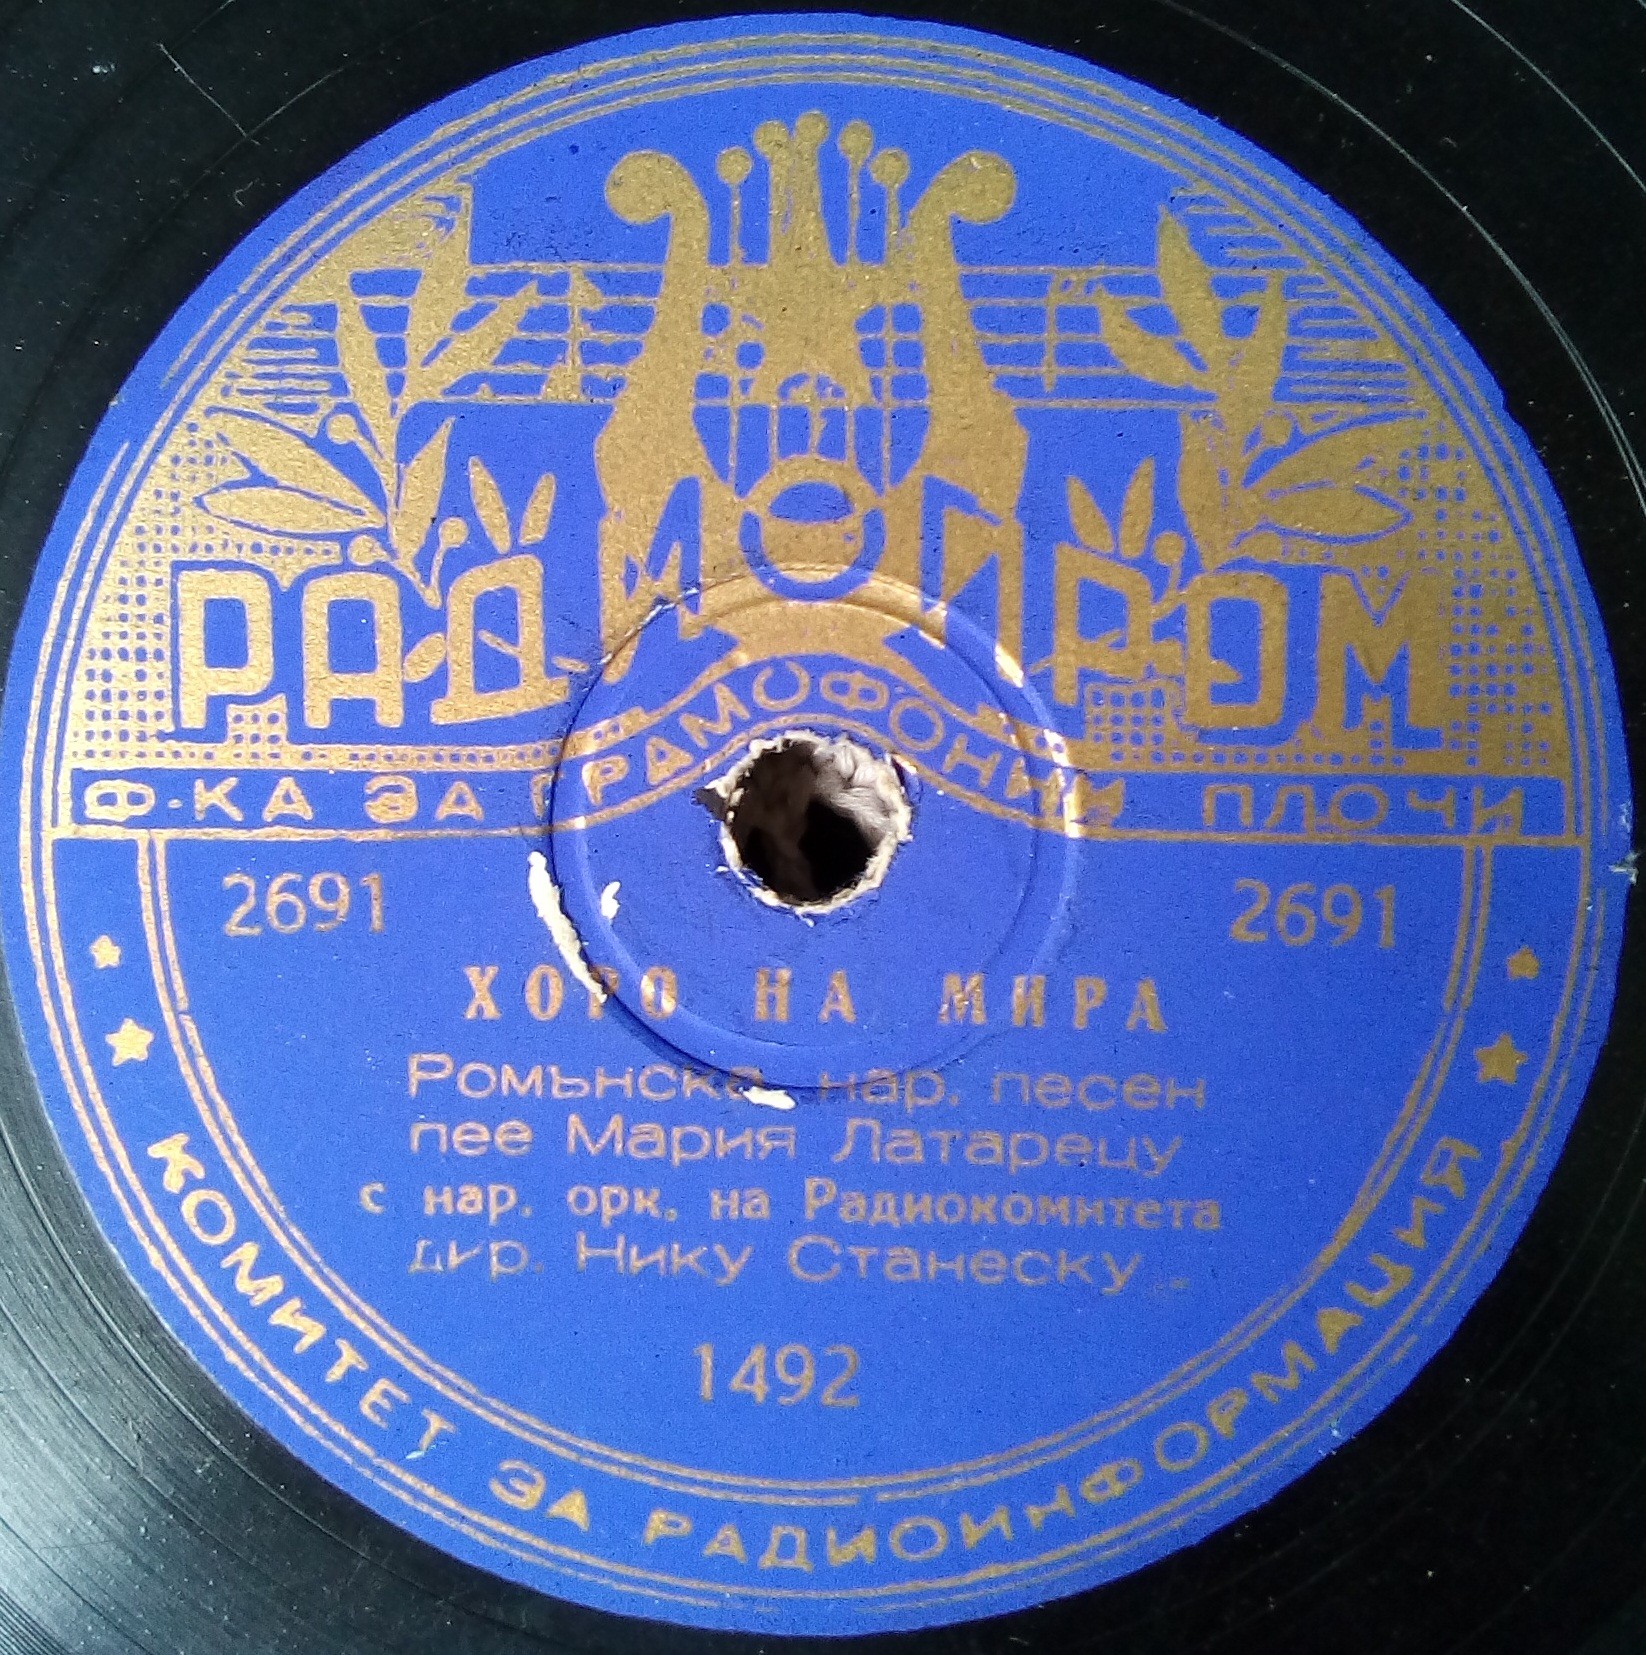 РАДИОПРОМ
Ф-КА ЗА ГРАМОФОННИ ПЛОЧИ
2691 2691
ХОРО НА МИРА
Ромънска нар. песен
пее Мария Латарецу
с нар. орк. на Радиокомитета
дир. Нику Станеску
1492
КОМИТЕТ ЗА РАДИОИНФОРМАЦИЯ